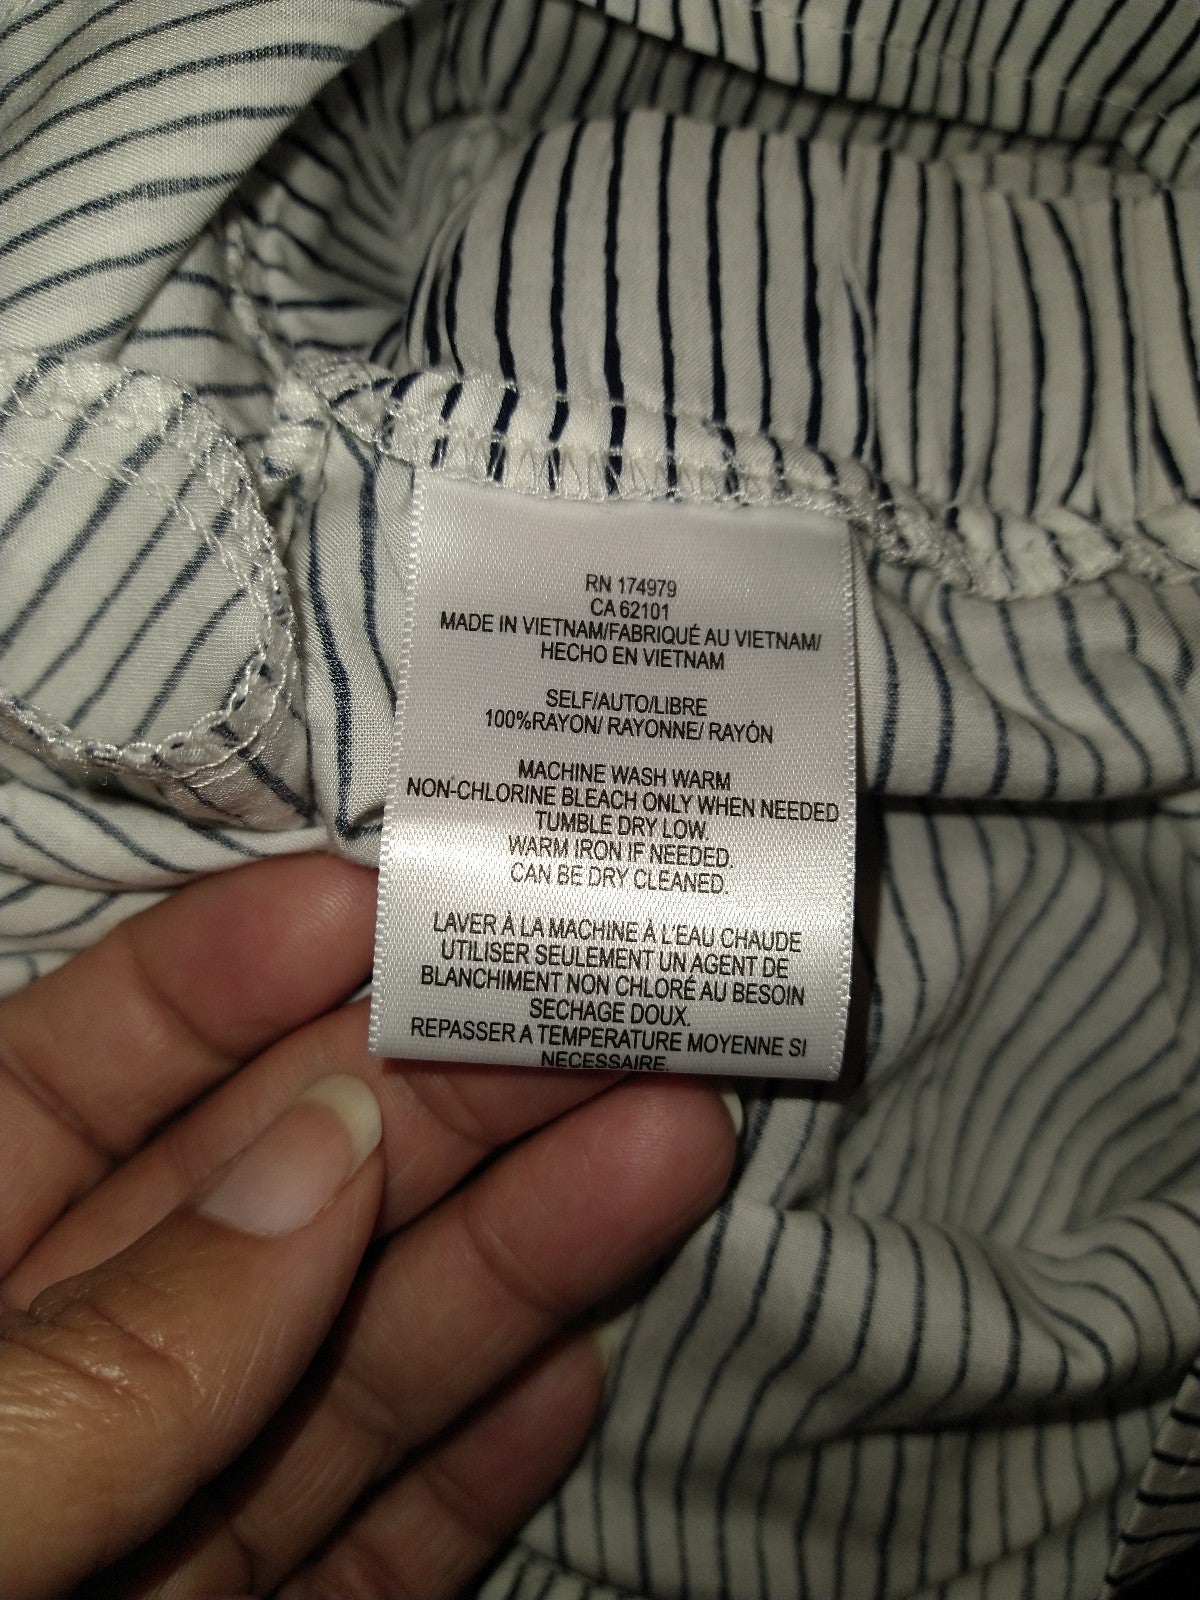 RN 174979
CA 62101
MADE IN VIETNAM/FABRIQUÉ AU VIETNAM/
HECHO EN VIETNAM
SELF/AUTO/LIBRE
100%RAYON/ RAYONNE/ RAYÓN
MACHINE WASH WARM
NON-CHLORINE BLEACH ONLY WHEN NEEDED
TUMBLE DRY LOW.
WARM IRON IF NEEDED.
CAN BE DRY CLEANED.
LAVER À LA MACHINE À L'EAU CHAUDE
UTILISER SEULEMENT UN AGENT DE
BLANCHIMENT NON CHLORÉ AU BESOIN
SECHAGE DOUX.
REPASSER A TEMPERATURE MOYENNE SI
NECESSAIRE.